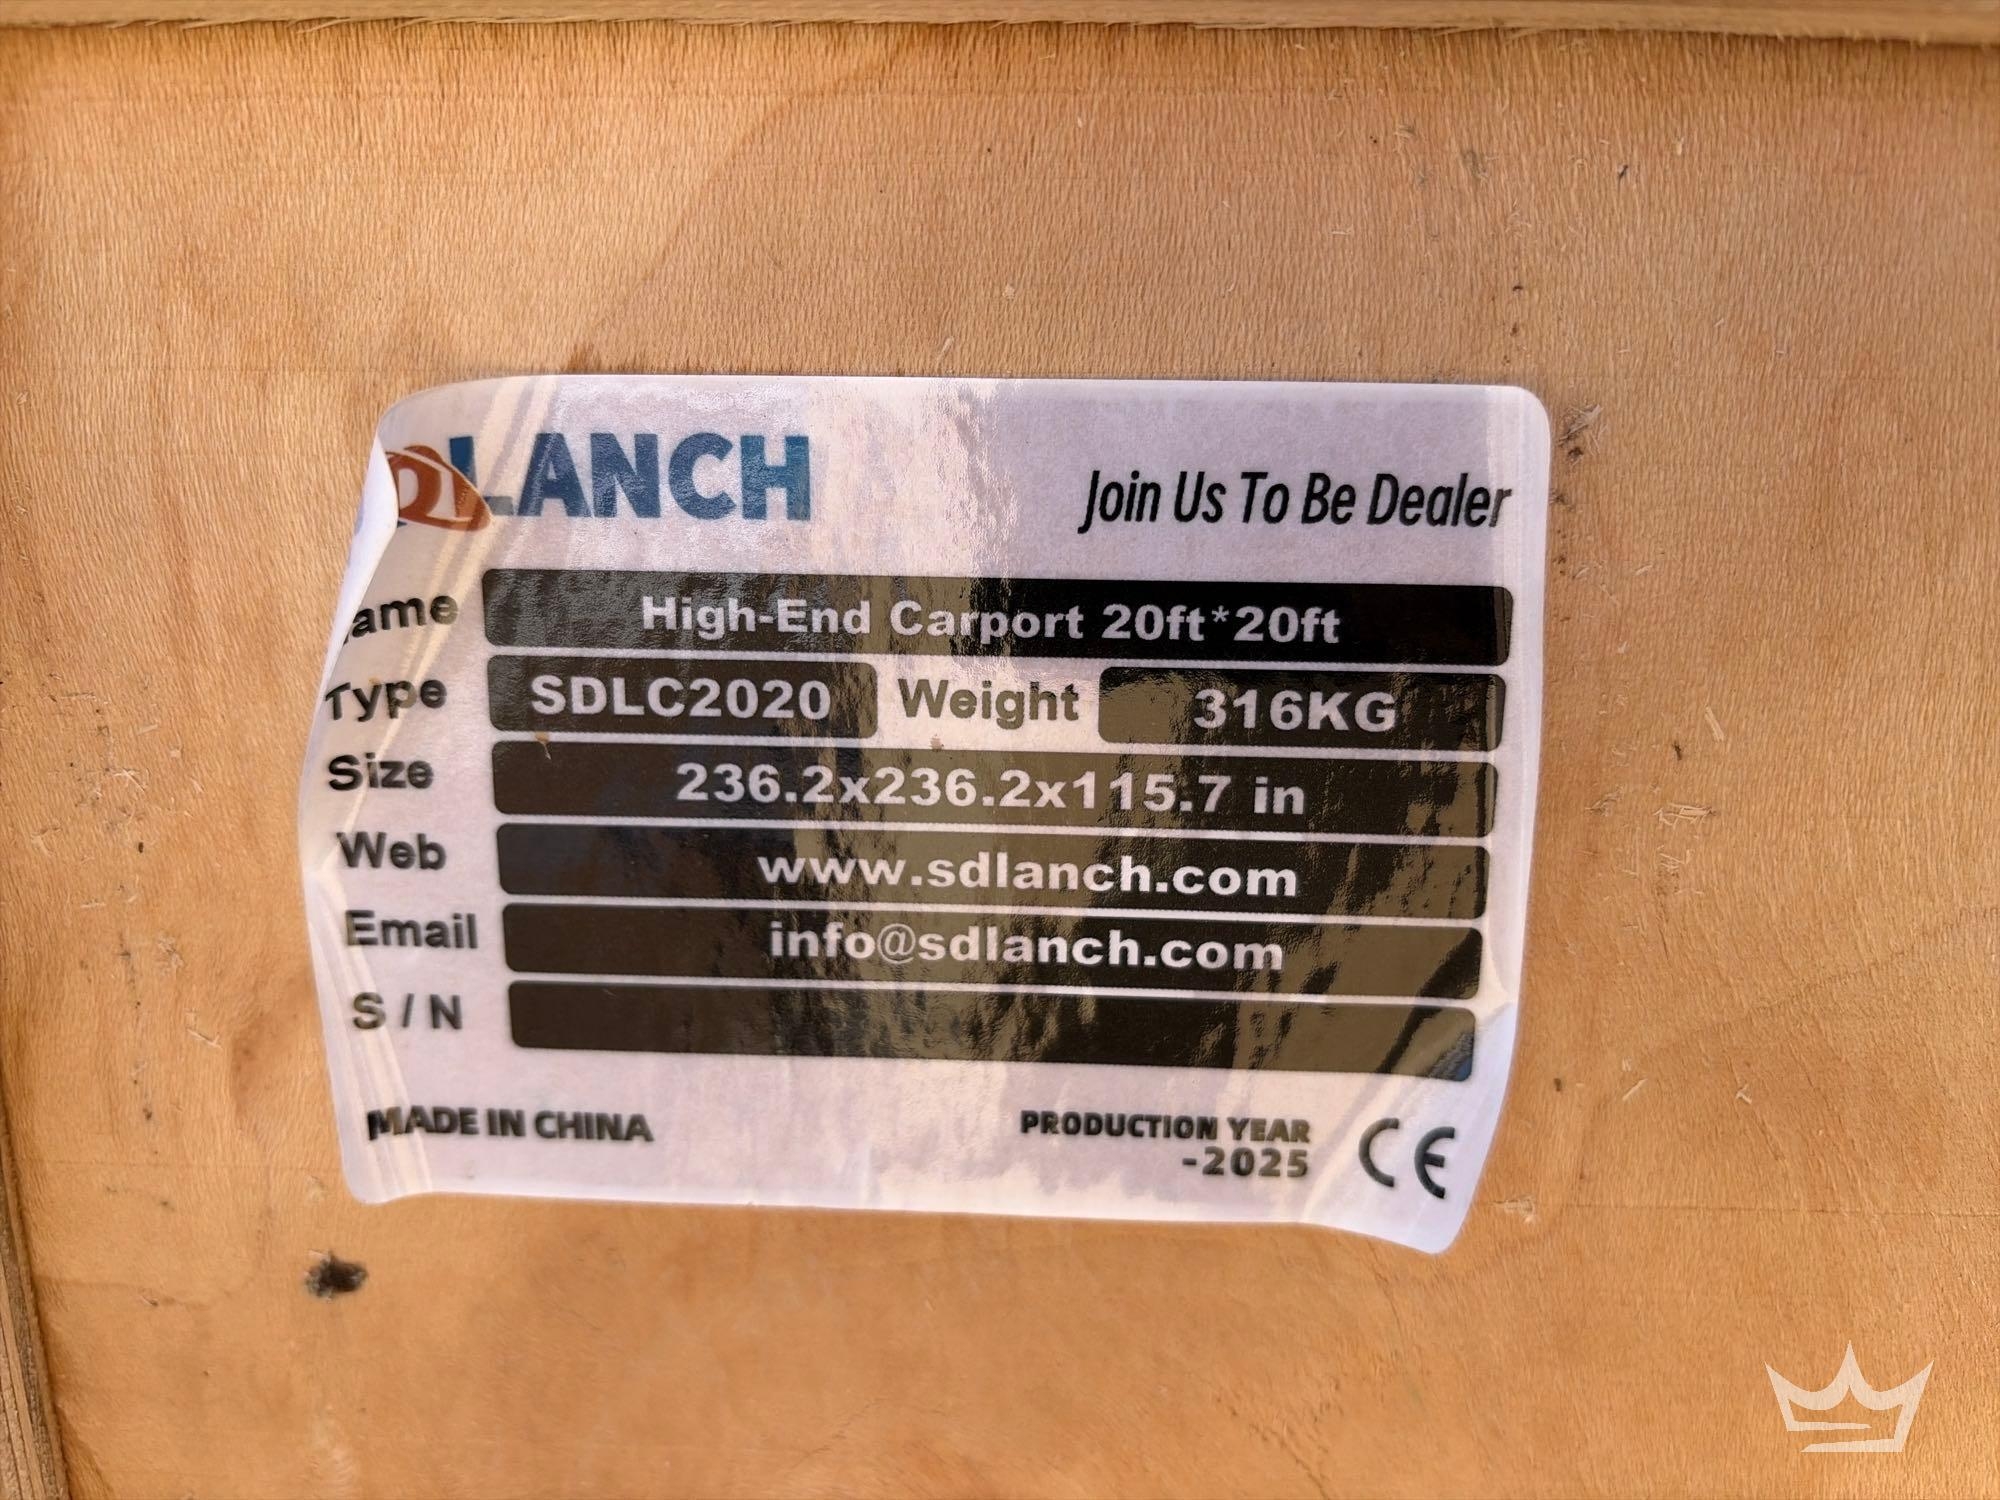 LANCH
Join Us To Be Dealer
ame High-End Carport 20ft*20ft
Type SDLC2020 Weight 316KG
Size 236.2x236.2x115.7 in
Web www.sdlanch.com
Email info@sdlanch.com
S / N
MADE IN CHINA
PRODUCTION YEAR
-2025
CE